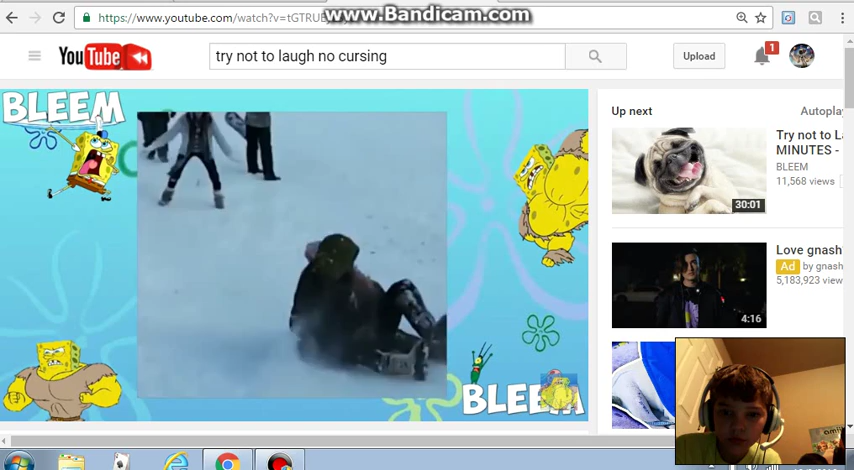 www.Bandicam.com
https://www.youtube.com/watch?v=tGTRUE
YouTube
try not to laugh no cursing
Upload
1
BLEEM
BLEEM
Up next
Autoplay
Try not to La
MINUTES -
BLEEM
11,568 views
30:01
Love gnash
Ad by gnash
5,183,923 view
4:16